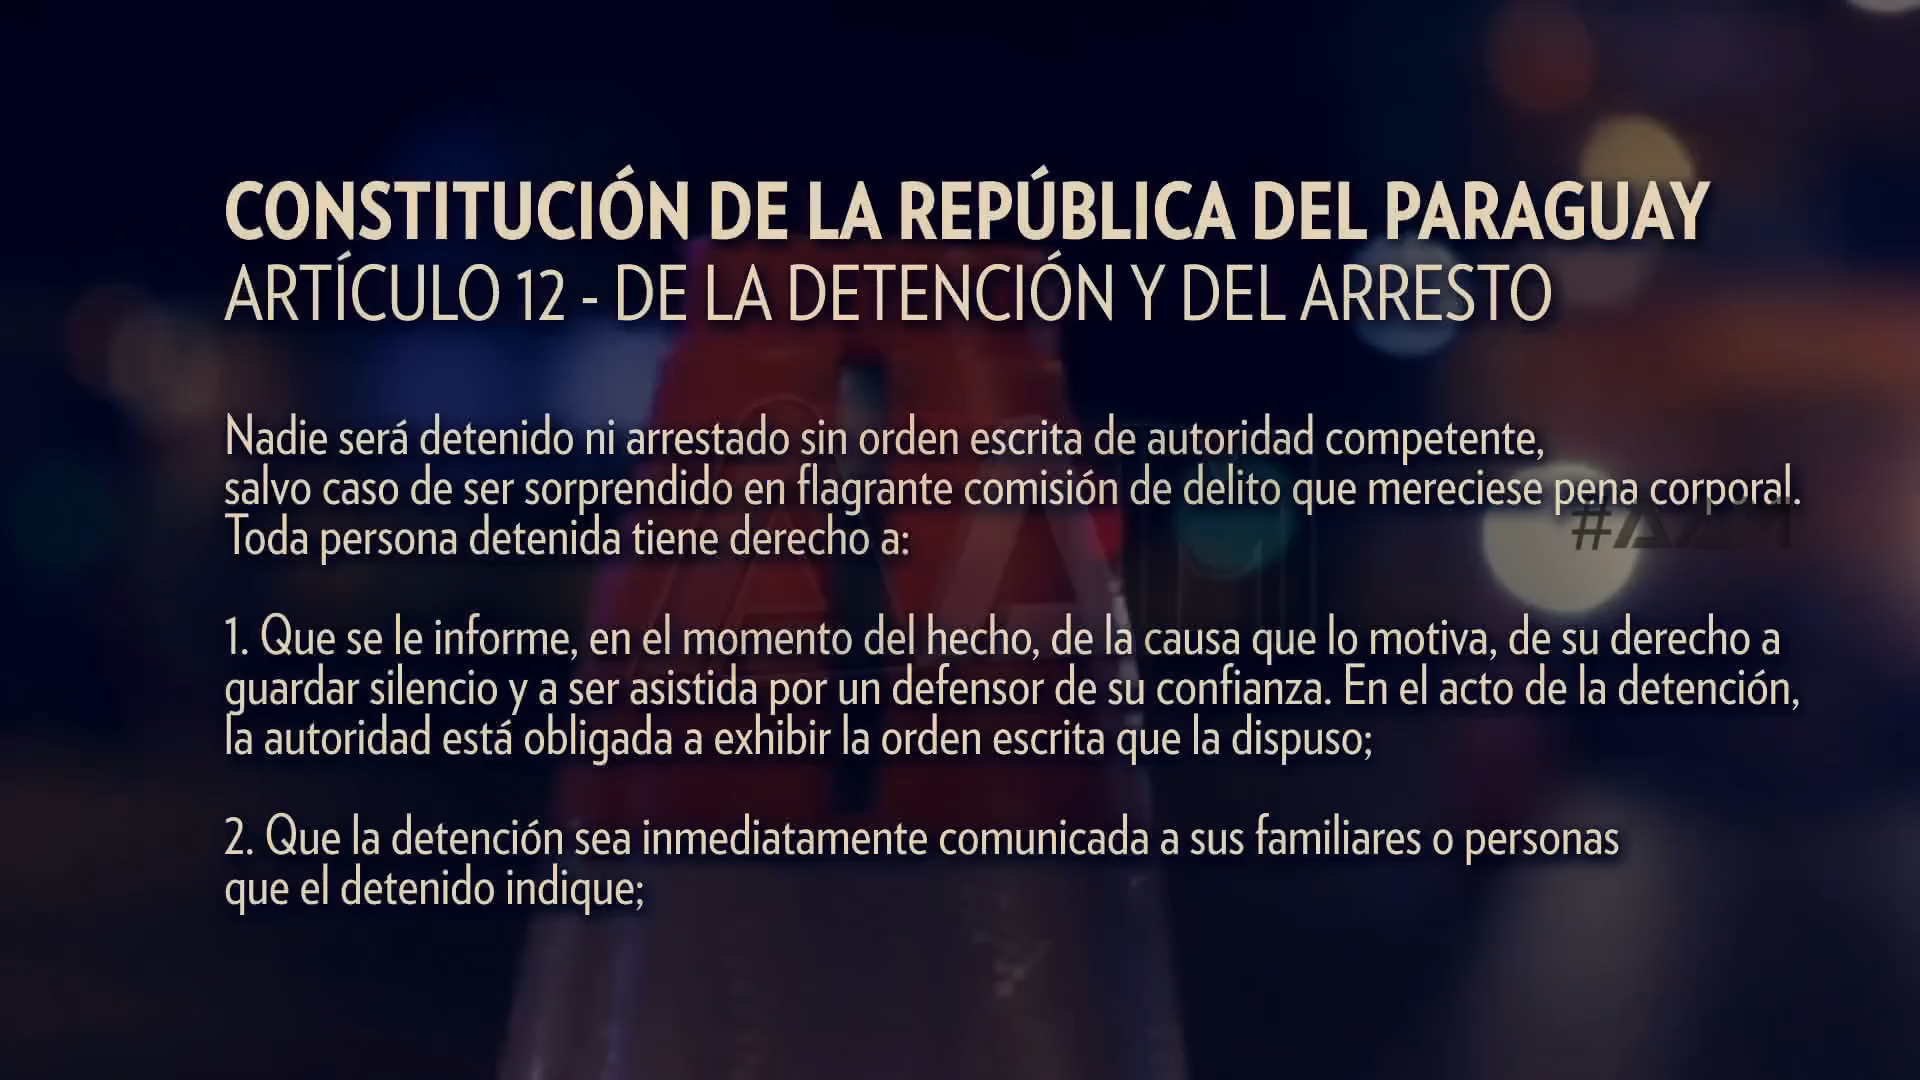 CONSTITUCIÓN DE LA REPÚBLICA DEL PARAGUAY
ARTÍCULO 12 - DE LA DETENCIÓN Y DEL ARRESTO
Nadie será detenido ni arrestado sin orden escrita de autoridad competente,
salvo caso de ser sorprendido en flagrante comisión de delito que mereciese pena corporal.
Toda persona detenida tiene derecho a:
1. Que se le informe, en el momento del hecho, de la causa que lo motiva, de su derecho a
guardar silencio y a ser asistida por un defensor de su confianza. En el acto de la detención,
la autoridad está obligada a exhibir la orden escrita que la dispuso;
2. Que la detención sea inmediatamente comunicada a sus familiares o personas
que el detenido indique;